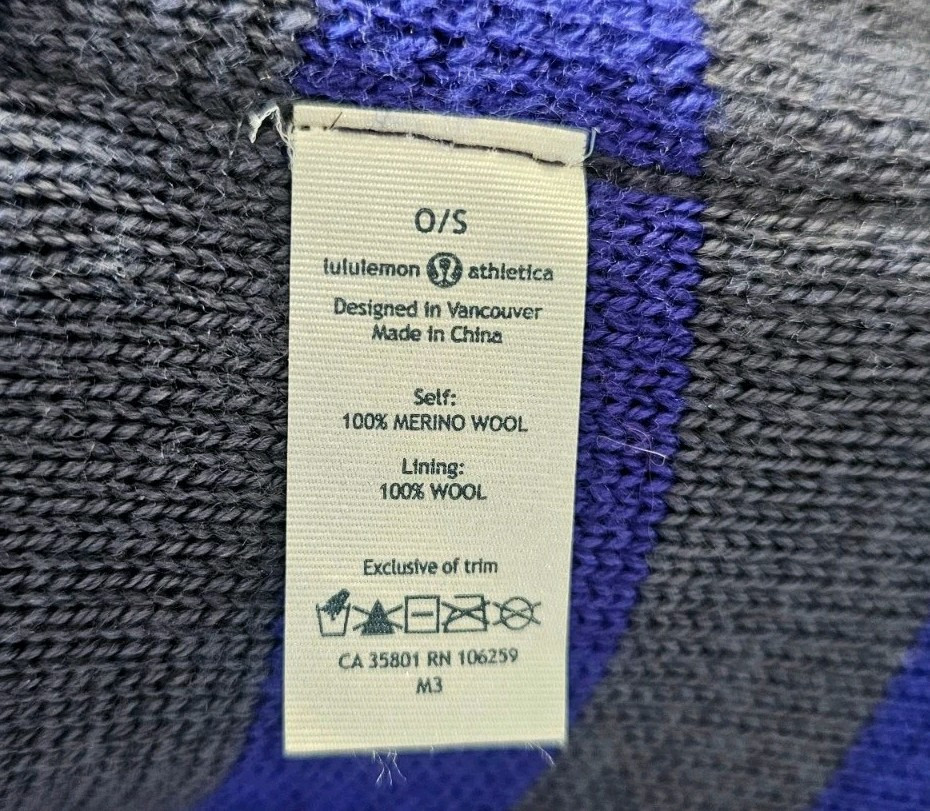 O/S
lululemon athletica
Designed in Vancouver
Made in China
Self:
100% MERINO WOOL
Lining:
100% WOOL
Exclusive of trim
CA 35801 RN 106259
M3